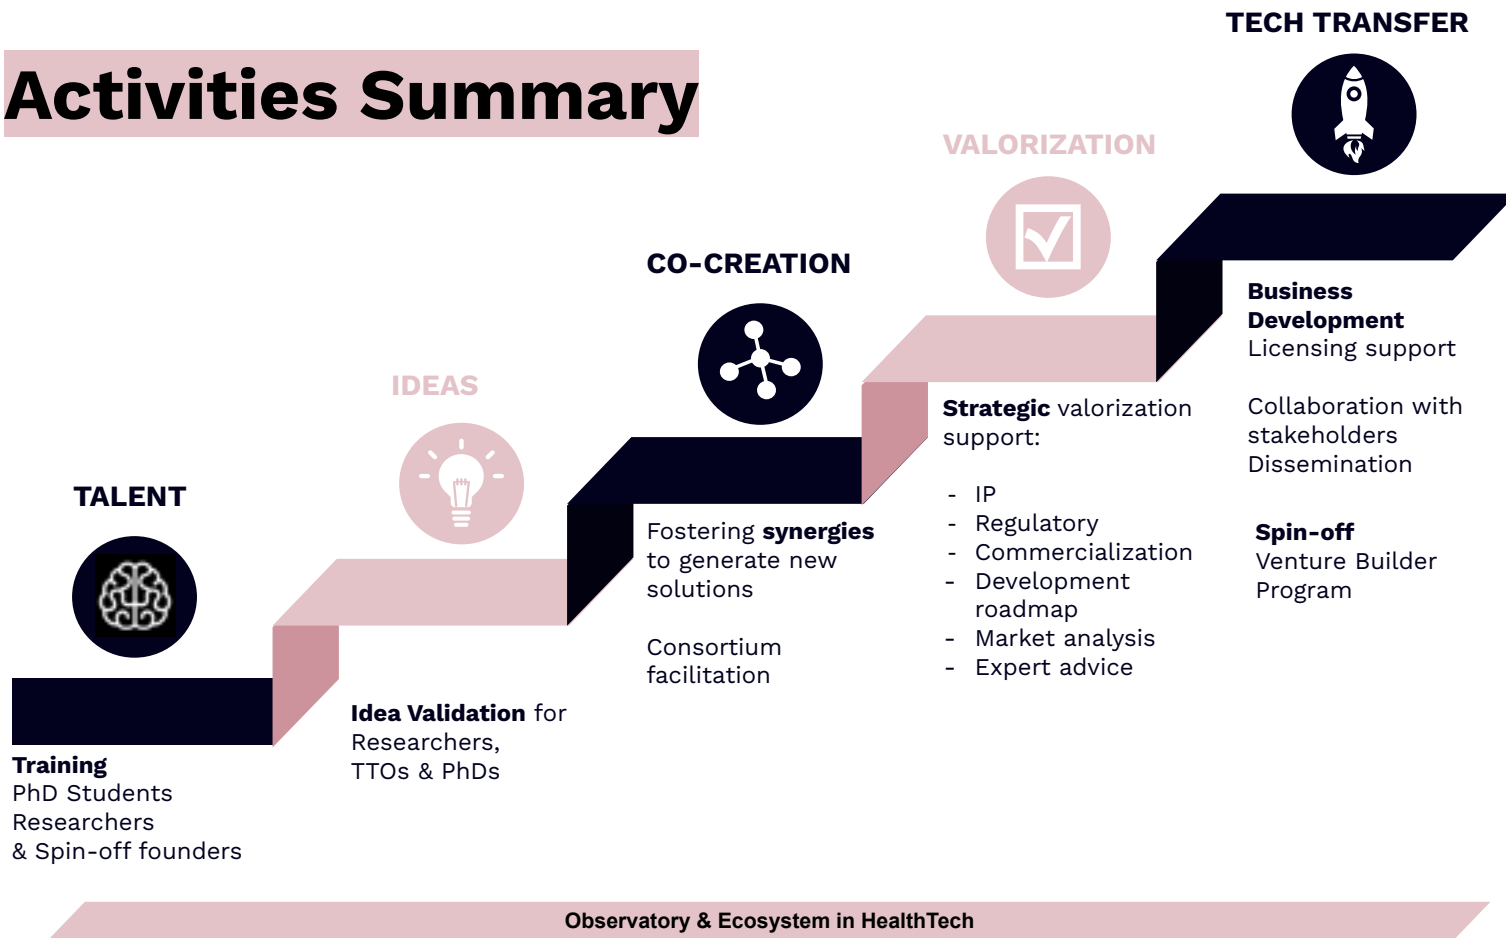 Activities Summary
TALENT
Training
PhD Students
Researchers
& Spin-off founders
IDEAS
Idea Validation for
Researchers,
TTOs & PhDs
CO-CREATION
Fostering synergies
to generate new
solutions
Consortium
facilitation
VALORIZATION
Strategic valorization
support:
- IP
- Regulatory
- Commercialization
- Development
roadmap
- Market analysis
- Expert advice
TECH TRANSFER
Business
Development
Licensing support
Collaboration with
stakeholders
Dissemination
Spin-off
Venture Builder
Program
Observatory & Ecosystem in HealthTech